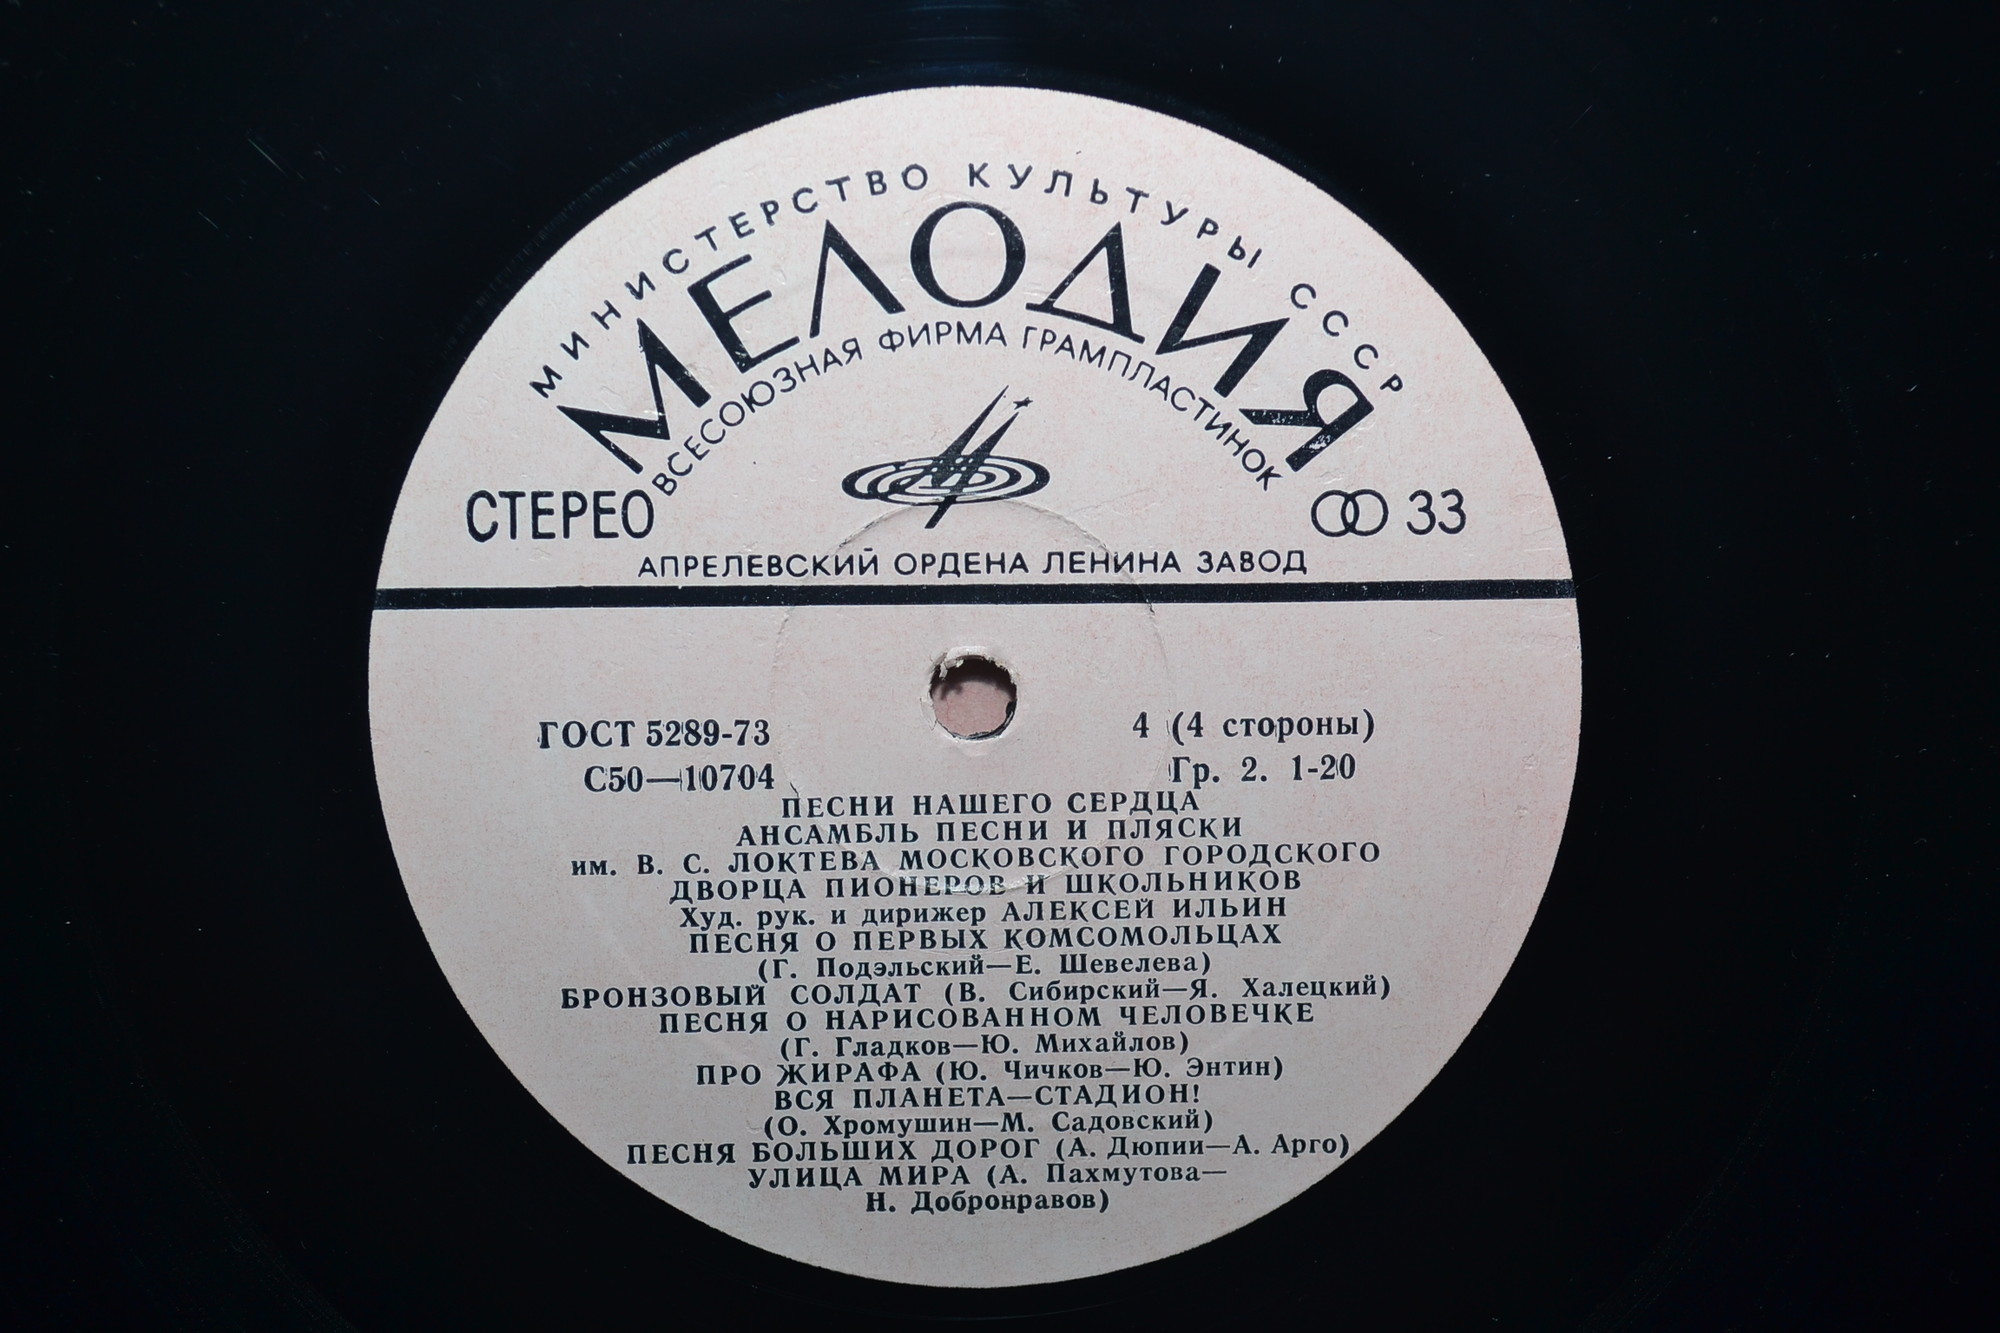 МИНИСТЕРСТВО КУЛЬТУРЫ СССР
МЕЛОДИЯ
ВСЕСОЮЗНАЯ ФИРМА ГРАМПЛАСТИНОК
СТЕРЕО
33
АПРЕЛЕВСКИЙ ОРДЕНА ЛЕНИНА ЗАВОД
ГОСТ 5289-73
4 (4 стороны)
С50—10704
Гр. 2. 1-20
ПЕСНИ НАШЕГО СЕРДЦА
АНСАМБЛЬ ПЕСНИ И ПЛЯСКИ
им. В. С. ЛОКТЕВА МОСКОВСКОГО ГОРОДСКОГО
ДВОРЦА ПИОНЕРОВ И ШКОЛЬНИКОВ
Худ. рук. и дирижер АЛЕКСЕЙ ИЛЬИН
ПЕСНЯ О ПЕРВЫХ КОМСОМОЛЬЦАХ
(Г. Подэльский—Е. Шевелева)
БРОНЗОВЫЙ СОЛДАТ (В. Сибирский—Я. Халецкий)
ПЕСНЯ О НАРИСОВАННОМ ЧЕЛОВЕЧКЕ
(Г. Гладков—Ю. Михайлов)
ПРО ЖИРАФА (Ю. Чичков—Ю. Энтин)
ВСЯ ПЛАНЕТА—СТАДИОН!
(О. Хромушин—М. Садовский)
ПЕСНЯ БОЛЬШИХ ДОРОГ (А. Дюпии—А. Арго)
УЛИЦА МИРА (А. Пахмутова—
Н. Добронравов)